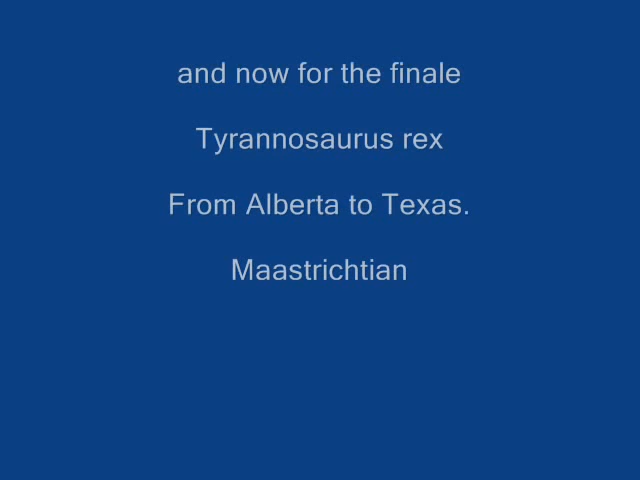 and now for the finale
Tyrannosaurus rex
From Alberta to Texas.
Maastrichtian